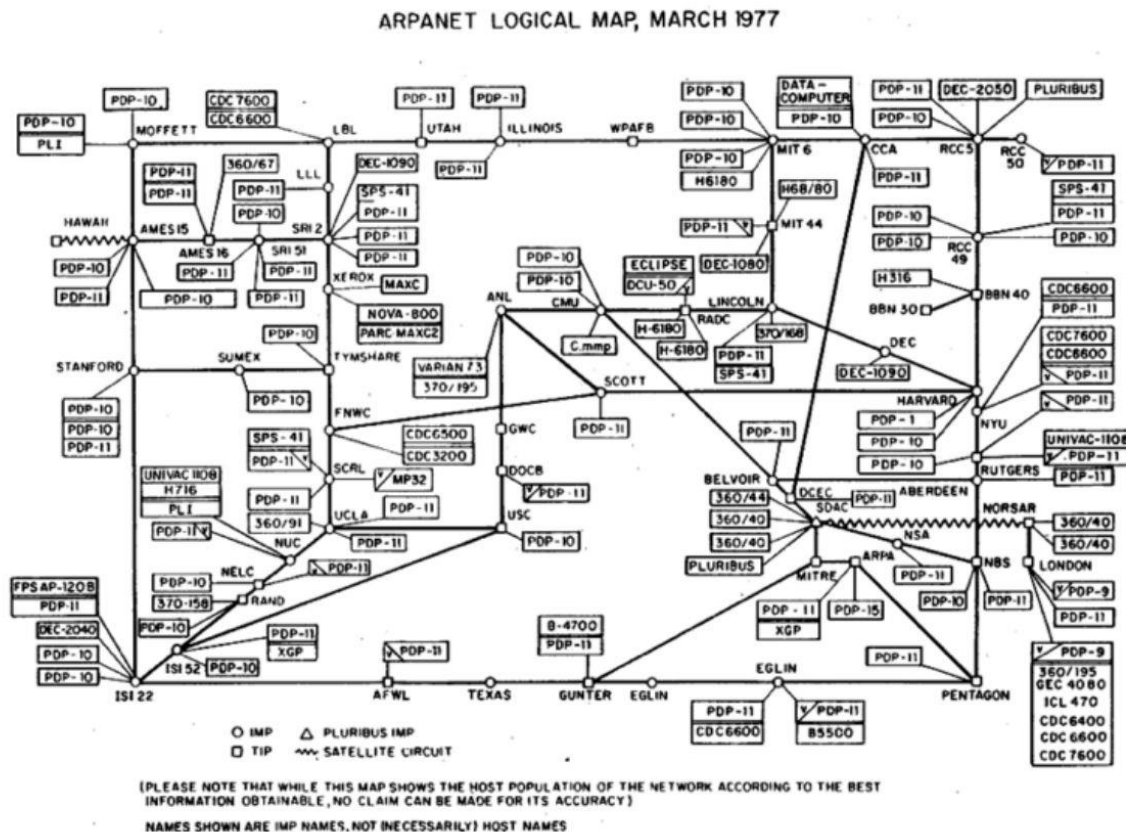 ARPANET LOGICAL MAP, MARCH 1977
PDP-10
CDC 7600
CDC6600
PDP-11
PDP-11
PDP-10
PDP-10
DATA-
COMPUTER
PDP-10
PDP-11
PDP-10
DEC-2050
PLURIBUS
PDP-10
PLI
MOFFETT
LBL
UTAH
ILLINOIS
PDP-11
WPAFB
PDP-10
H6180
MIT 6
CCA
PDP-11
RCC 5
RCC
50
PDP-11
360/67
DEC-1090
LLL
PDP-11
PDP-11
PDP-11
PDP-10
SPS-41
PDP-11
PDP-11
PDP-11
H68/80
PDP-11
MIT 44
DEC-1080
SPS-41
PDP-11
PDP-10
PDP-10
PDP-10
RCC
49
HAWAII
AMES 15
AMES 16
SRI 51
SRI 2
PDP-10
PDP-11
PDP-10
PDP-11
PDP-11
PDP-11
XEROX
MAXC
NOVA-800
PARC-MAXC2
PDP-10
PDP-10
ECLIPSE
DCU-50
H316
BBN 40
BBN 30
CDC6600
PDP-11
CDC7600
CDC6600
PDP-11
PDP-11
ANL
CMU
C.mmp
RADC
H-6180
H-6180
LINCOLN
370/168
PDP-11
SPS-41
DEC
DEC-1090
PDP-10
STANFORD
SUMEX
TYMSHARE
PDP-10
PDP-10
PDP-10
PDP-11
VARIAN 73
370/195
SCOTT
PDP-11
HARVARD
PDP-1
PDP-10
PDP-10
NYU
FNWC
CDC6500
CDC3200
GWC
SPS-41
PDP-11
SCRL
MP32
DOCB
PDP-11
PDP-11
BELVOIR
DCEC
PDP-11
ABERDEEN
RUTGERS
UNIVAC-1108
PDP-11
PDP-11
UNIVAC 1108
H716
PLI
PDP-11
PDP-11
360/91
UCLA
PDP-11
PDP-11
USC
PDP-10
360/44
360/40
360/40
PLURIBUS
SDAC
NORSAR
360/40
360/40
NUC
NELC
PDP-10
PDP-11
370-158
RAND
PDP-10
NSA
PDP-11
MITRE
ARPA
PDP-11
XGP
PDP-15
NBS
PDP-10
PDP-11
LONDON
PDP-9
PDP-11
PDP-9
360/195
GEC 4080
ICL 470
CDC6400
CDC6600
CDC7600
FPS AP-120B
PDP-11
DEC-2040
PDP-10
PDP-10
ISI 22
ISI 52
PDP-11
XGP
PDP-10
PDP-11
AFWL
TEXAS
B-4700
PDP-11
GUNTER
EGLIN
EGLIN
PDP-11
CDC6600
PDP-11
B5500
PDP-11
PENTAGON
IMP
PLURIBUS IMP
TIP
SATELLITE CIRCUIT
(PLEASE NOTE THAT WHILE THIS MAP SHOWS THE HOST POPULATION OF THE NETWORK ACCORDING TO THE BEST
INFORMATION OBTAINABLE, NO CLAIM CAN BE MADE FOR ITS ACCURACY)
NAMES SHOWN ARE IMP NAMES, NOT (NECESSARILY) HOST NAMES